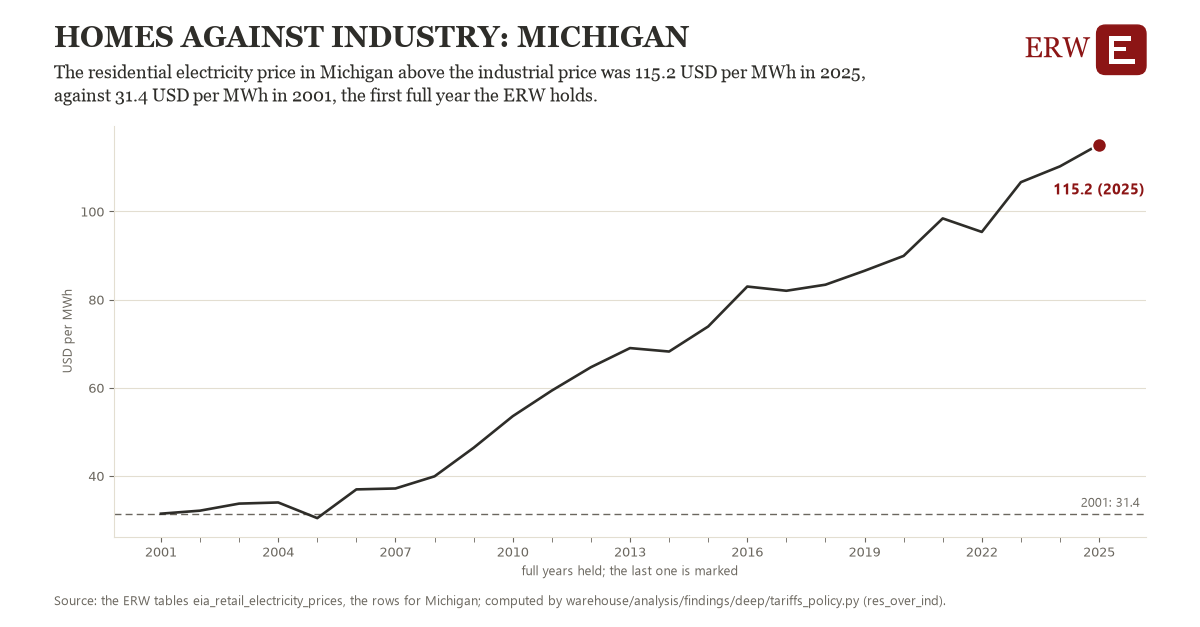 HOMES AGAINST INDUSTRY: MICHIGAN
The residential electricity price in Michigan above the industrial price was 115.2 USD per MWh in 2025,
against 31.4 USD per MWh in 2001, the first full year the ERW holds.
ERW E
USD per MWh
100
80
60
40
115.2 (2025)
2001: 31.4
2001 2004 2007 2010 2013 2016 2019 2022 2025
full years held; the last one is marked
Source: the ERW tables eia_retail_electricity_prices, the rows for Michigan; computed by warehouse/analysis/findings/deep/tariffs_policy.py (res_over_ind).